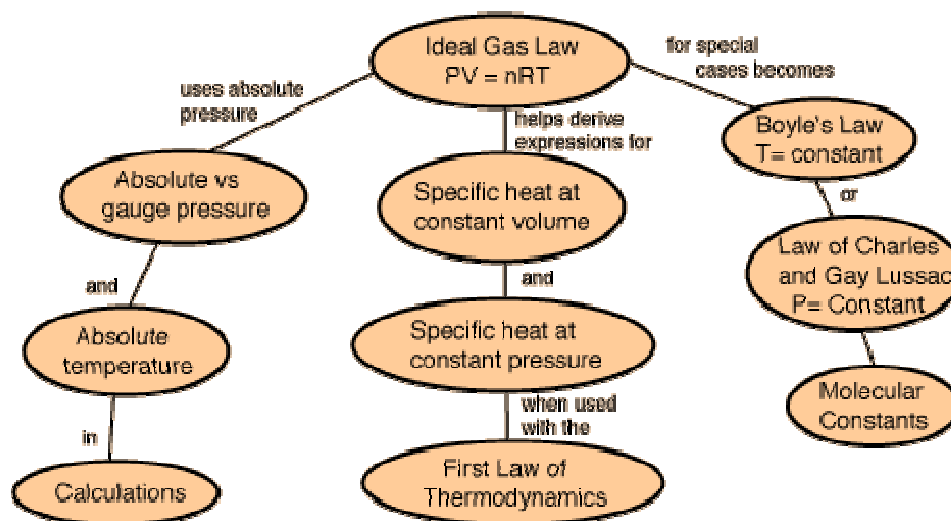 Ideal Gas Law
PV = nRT
uses absolute
pressure
Absolute vs
gauge pressure
and
Absolute
temperature
in
Calculations
helps derive
expressions for
Specific heat at
constant volume
and
Specific heat at
constant pressure
when used
with the
First Law of
Thermodynamics
for special
cases becomes
Boyle's Law
T= constant
or
Law of Charles
and Gay Lussac
P= Constant
Molecular
Constants